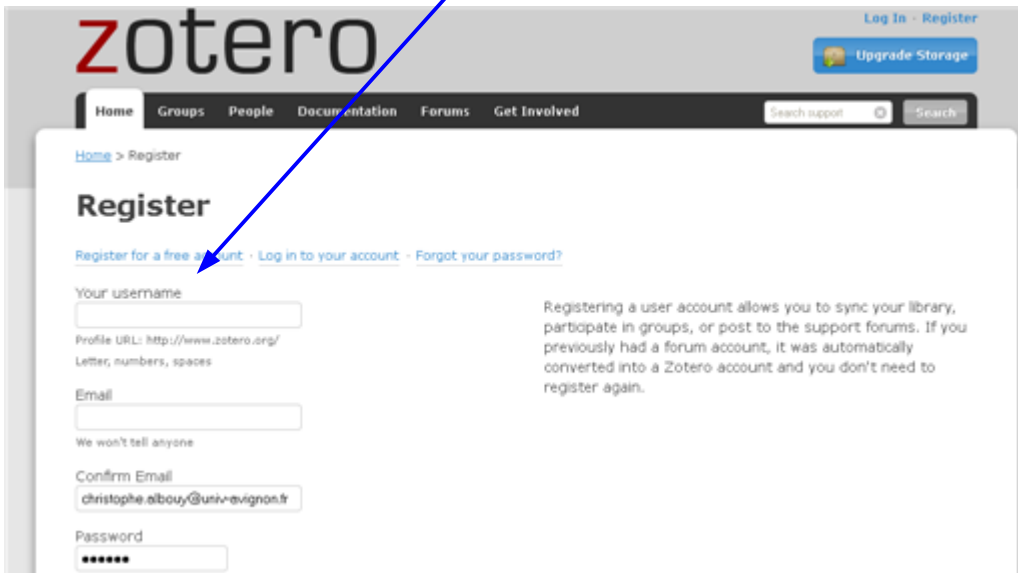 zotero
Log In · Register
Upgrade Storage
Home Groups People Documentation Forums Get Involved
Search support
Search
Home > Register
Register
Register for a free account · Log in to your account · Forgot your password?
Your username
Profile URL: http://www.zotero.org/
Letter, numbers, spaces
Email
We won't tell anyone
Confirm Email
christophe.albouy@univ-avignon.fr
Password
••••••
Registering a user account allows you to sync your library,
participate in groups, or post to the support forums. If you
previously had a forum account, it was automatically
converted into a Zotero account and you don't need to
register again.